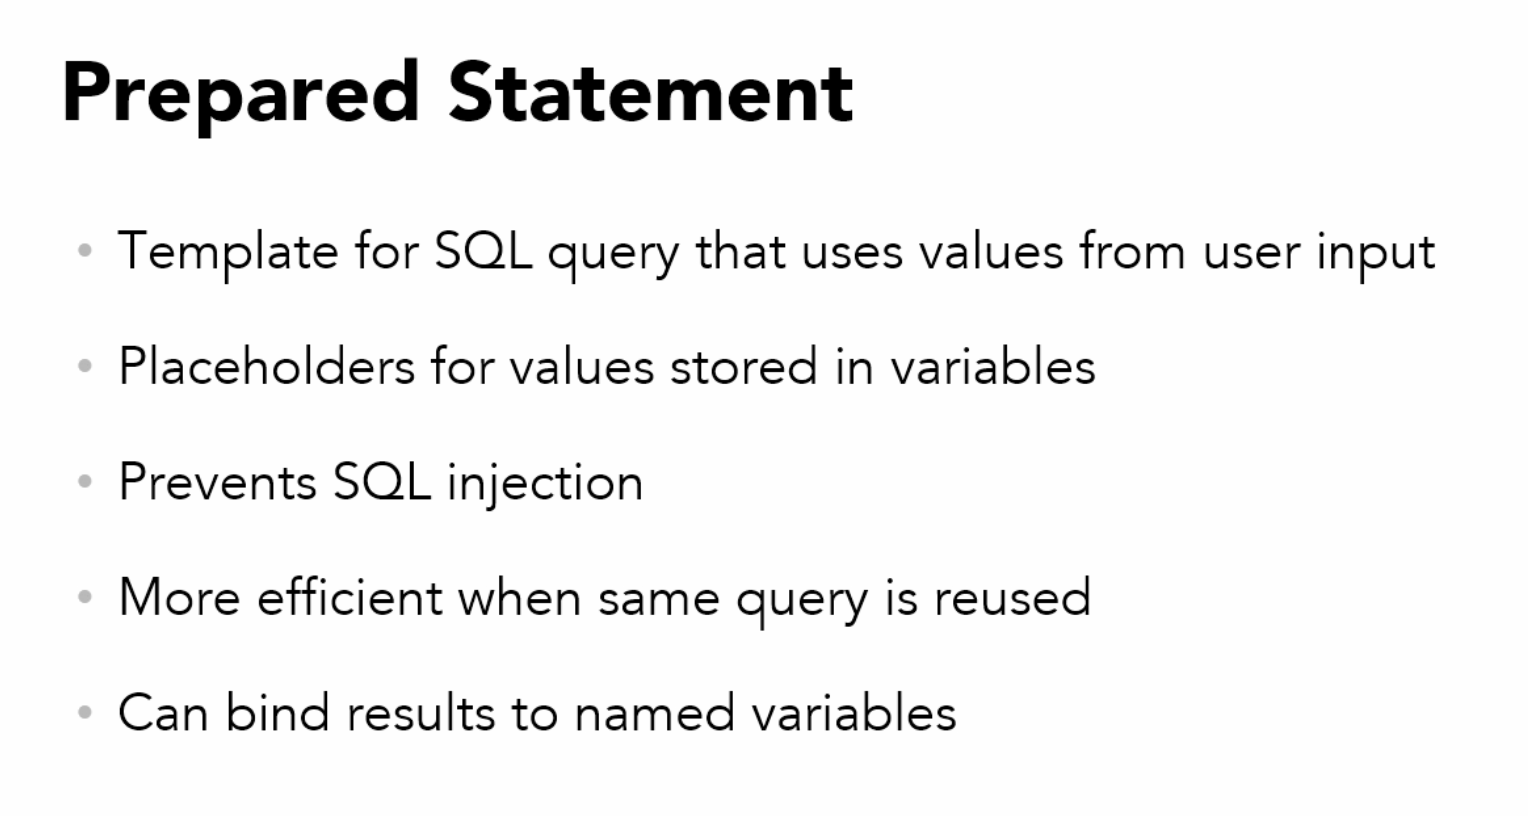 Prepared Statement
• Template for SQL query that uses values from user input
• Placeholders for values stored in variables
• Prevents SQL injection
• More efficient when same query is reused
• Can bind results to named variables